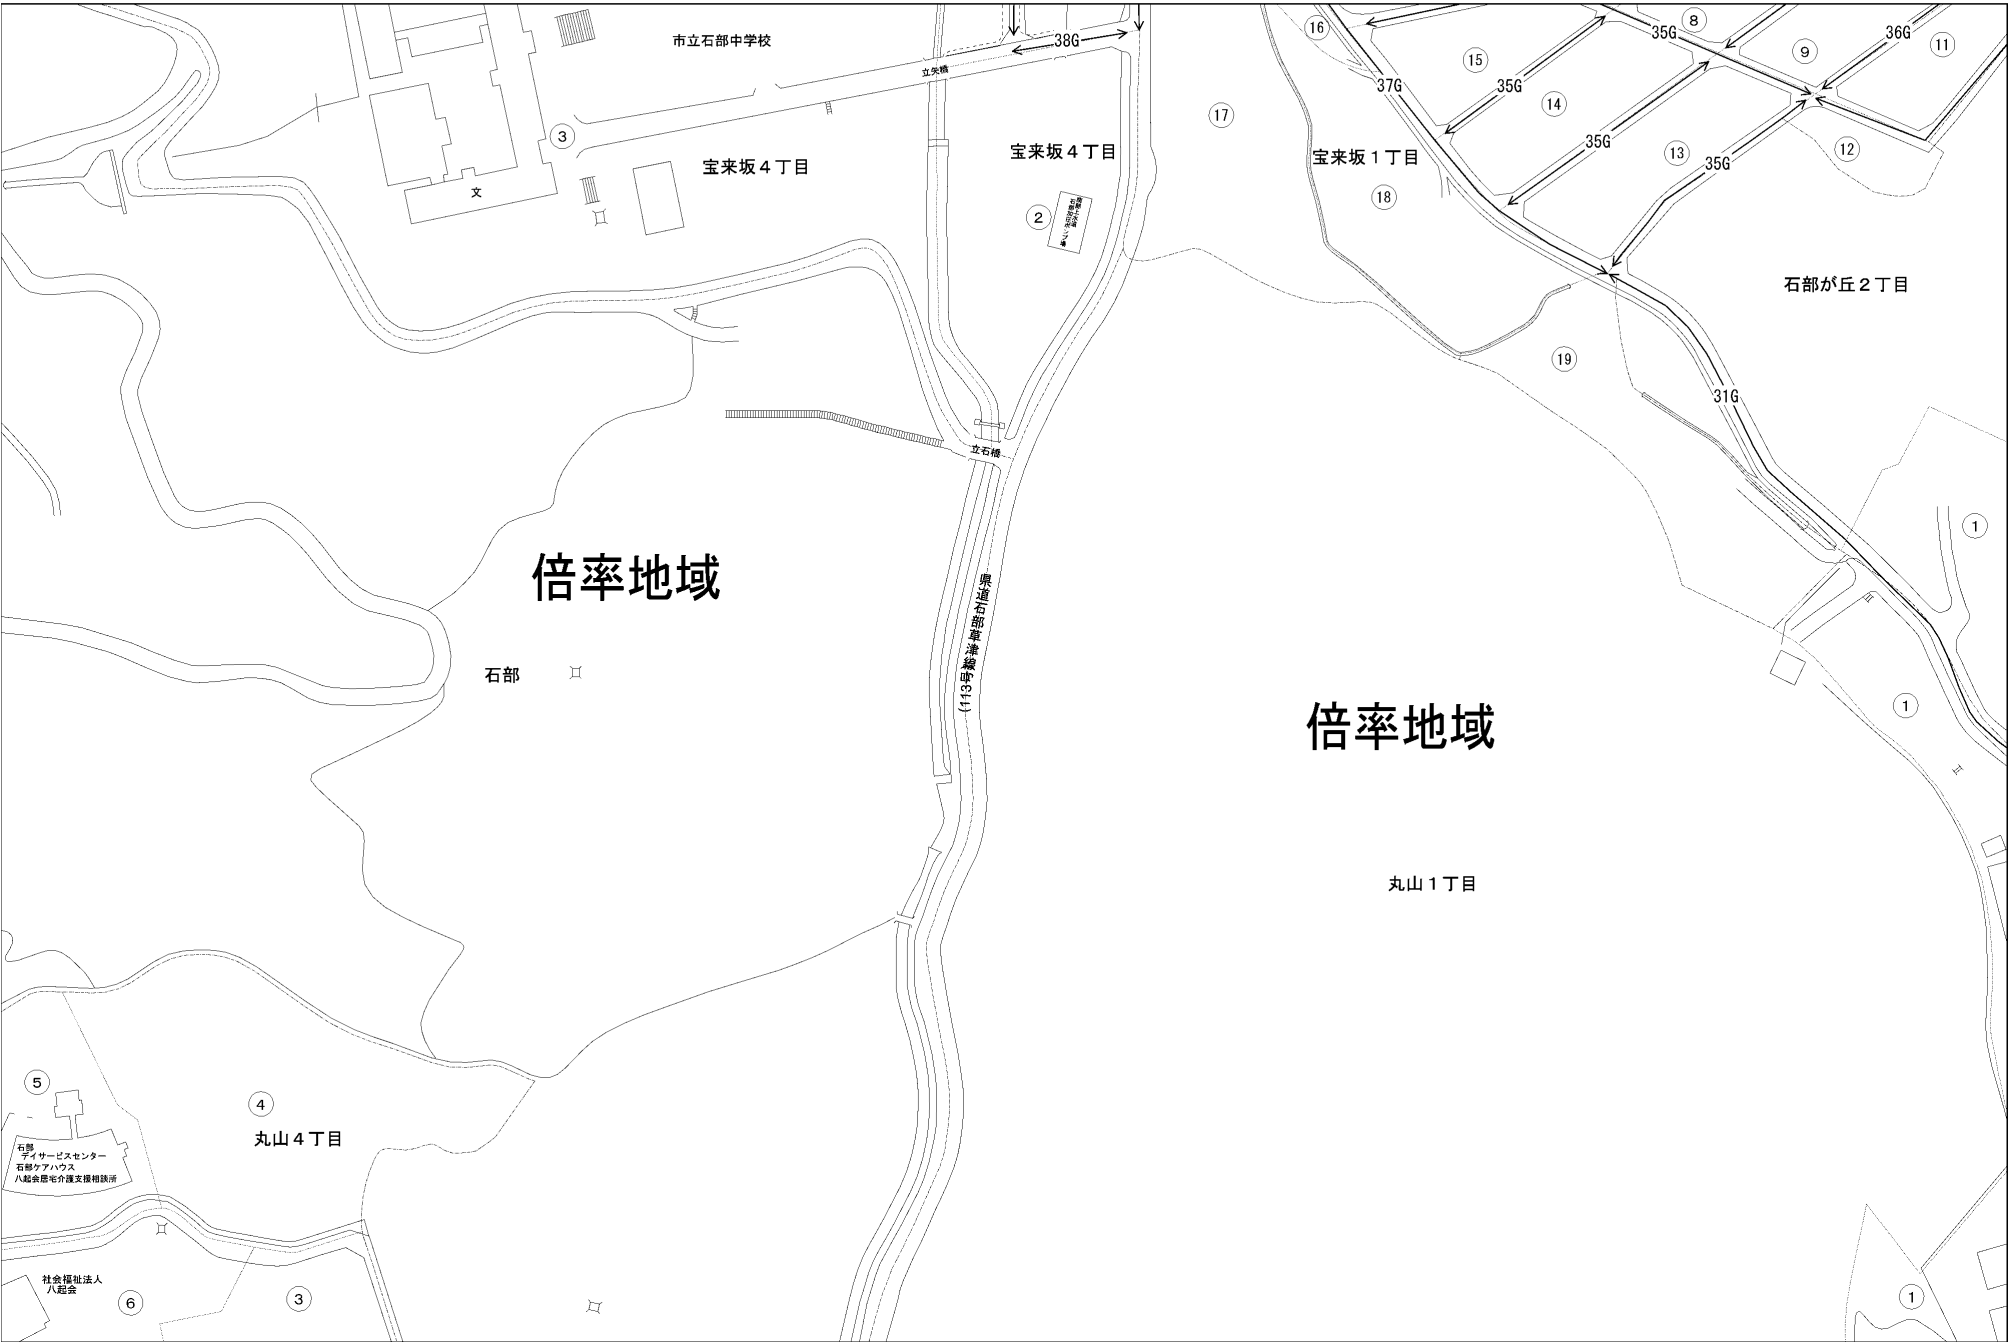 8
35G
36G
9
11
16
市立石部中学校
38G
15
立矢橋
37G
35G
14
17
3
35G
13
12
宝来坂4丁目
宝来坂4丁目
宝来坂1丁目
35G
文
18
2
石部が丘2丁目
19
31G
立石橋
1
倍率地域
県道石部草津線
(113号)
石部
倍率地域
1
丸山1丁目
5
4
丸山4丁目
石部
デイサービスセンター
石部ケアハウス
八起会居宅介護支援相談所
社会福祉法人
八起会
6
3
1